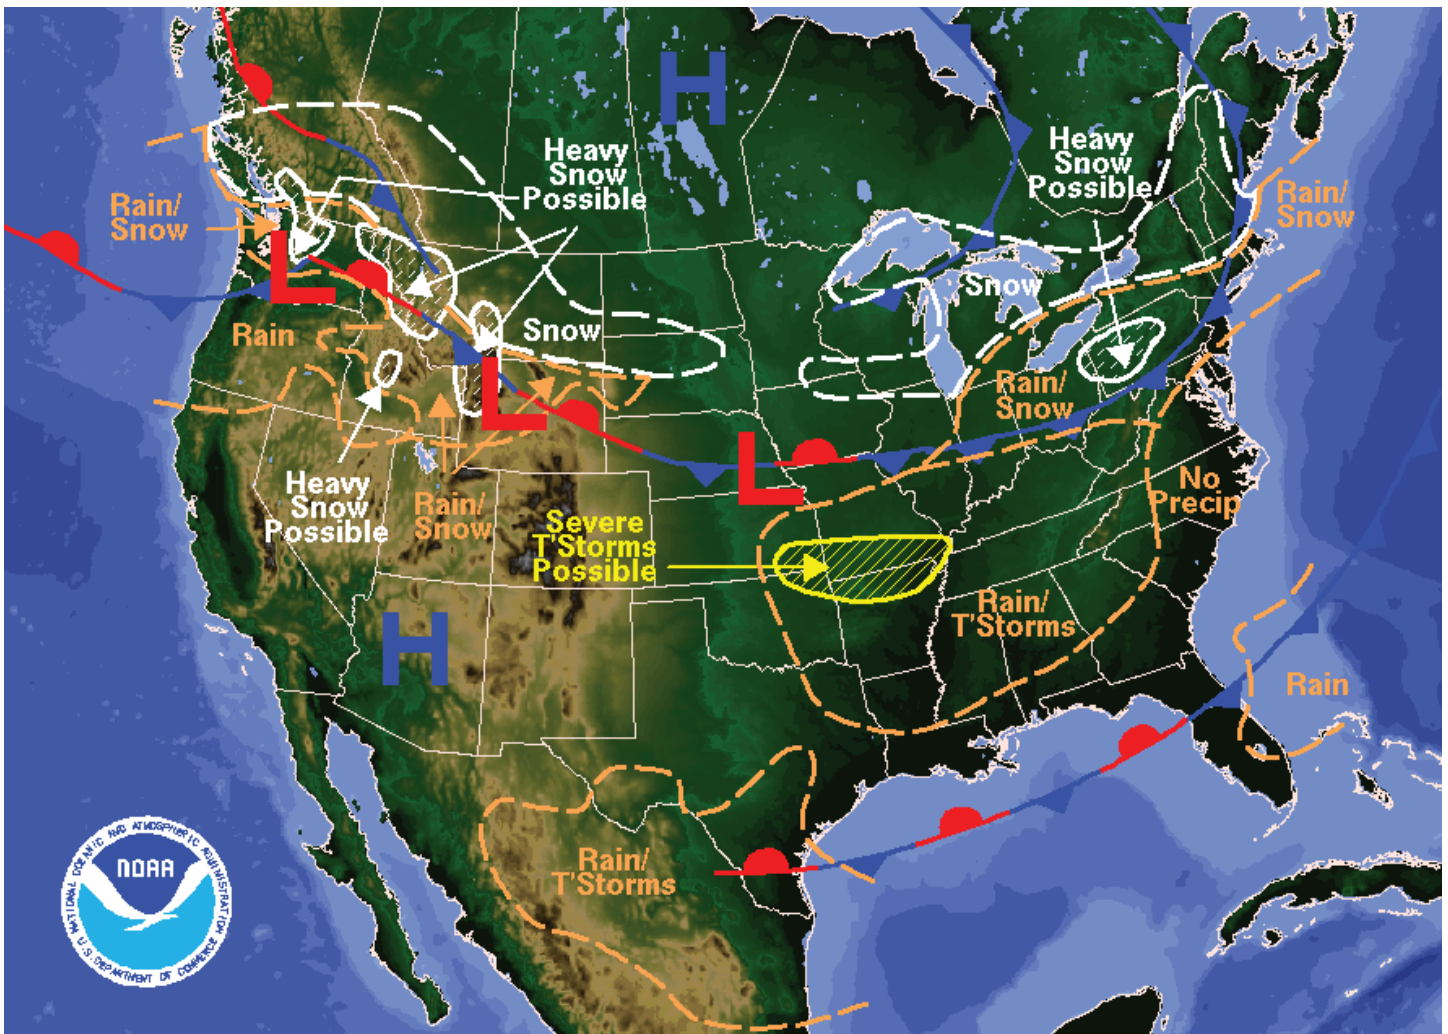 H
Heavy
Snow
Possible
Heavy
Snow
Possible
Rain/
Snow
Rain/
Snow
L
Snow
Rain
Snow
L
Rain/
Snow
L
Heavy
Snow
Possible
Rain/
Snow
No
Precip
Severe
T'Storms
Possible
Rain/
T'Storms
H
Rain
Rain/
T'Storms
NATIONAL OCEANIC AND ATMOSPHERIC ADMINISTRATION
NOAA
U.S. DEPARTMENT OF COMMERCE